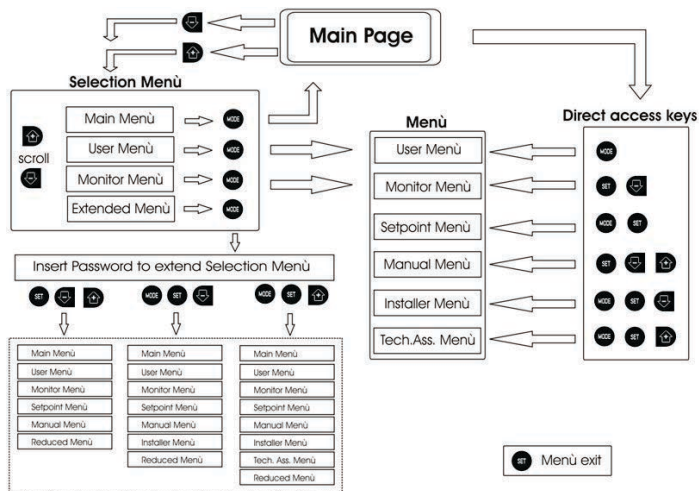 Main Page
Selection Menù
Main Menù MODE
User Menù MODE
Monitor Menù MODE
Extended Menù MODE
scroll
Menù
User Menù
Monitor Menù
Setpoint Menù
Manual Menù
Installer Menù
Tech.Ass. Menù
Direct access keys
MODE
SET
MODE SET
SET
MODE SET
MODE SET
Insert Password to extend Selection Menù
SET
MODE SET
MODE SET
Main Menù
User Menù
Monitor Menù
Setpoint Menù
Manual Menù
Reduced Menù
Main Menù
User Menù
Monitor Menù
Setpoint Menù
Manual Menù
Installer Menù
Reduced Menù
Main Menù
User Menù
Monitor Menù
Setpoint Menù
Manual Menù
Installer Menù
Tech. Ass. Menù
Reduced Menù
SET Menù exit